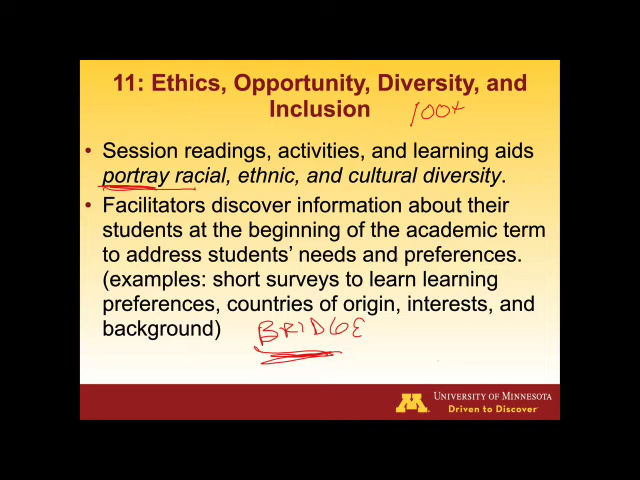 11: Ethics, Opportunity, Diversity, and
Inclusion
100+
• Session readings, activities, and learning aids
portray racial, ethnic, and cultural diversity.
• Facilitators discover information about their
students at the beginning of the academic term
to address students' needs and preferences.
(examples: short surveys to learn learning
preferences, countries of origin, interests, and
background)
BRIDGE
M
UNIVERSITY OF MINNESOTA
Driven to Discover℠